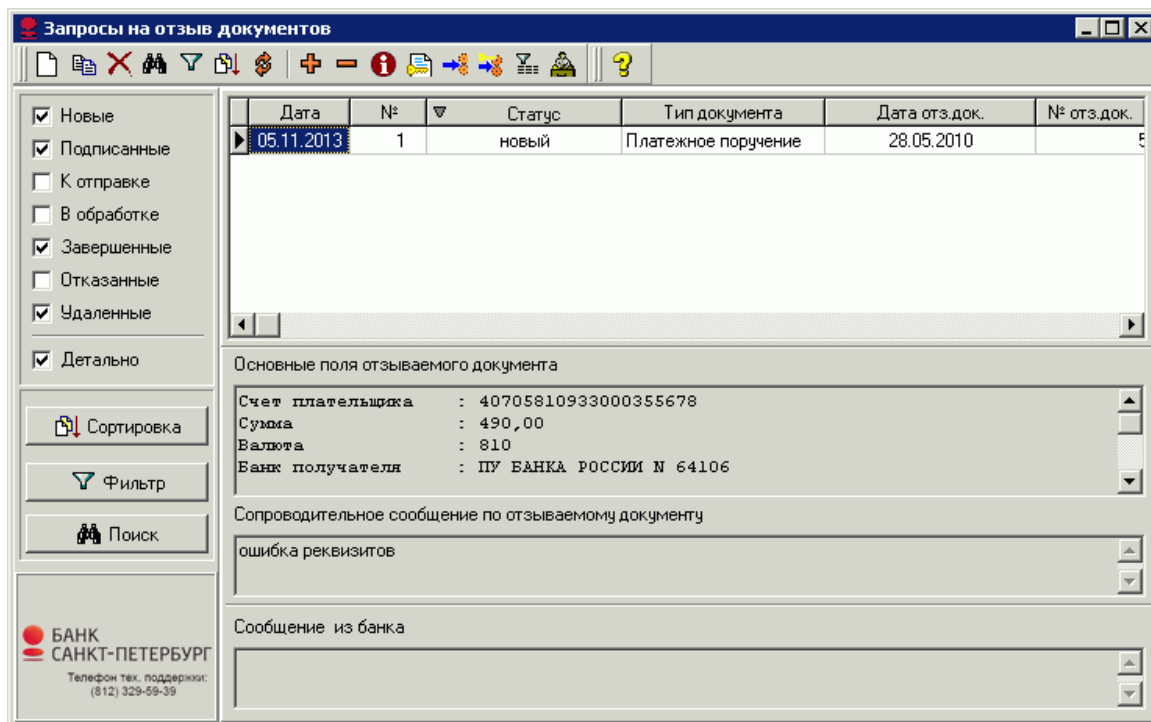 Запросы на отзыв документов
Новые
Подписанные
К отправке
В обработке
Завершенные
Отказанные
Удаленные
Детально
Сортировка
Фильтр
Поиск
БАНК
САНКТ-ПЕТЕРБУРГ
Телефон тех. поддержки:
(812) 329-59-39
Дата № Статус Тип документа Дата отз.док. № отз.док.
05.11.2013 1 новый Платежное поручение 28.05.2010 5
Основные поля отзываемого документа
Счет плательщика : 40705810933000355678
Сумма : 490,00
Валюта : 810
Банк получателя : ПУ БАНКА РОССИИ N 64106
Сопроводительное сообщение по отзываемому документу
ошибка реквизитов
Сообщение из банка